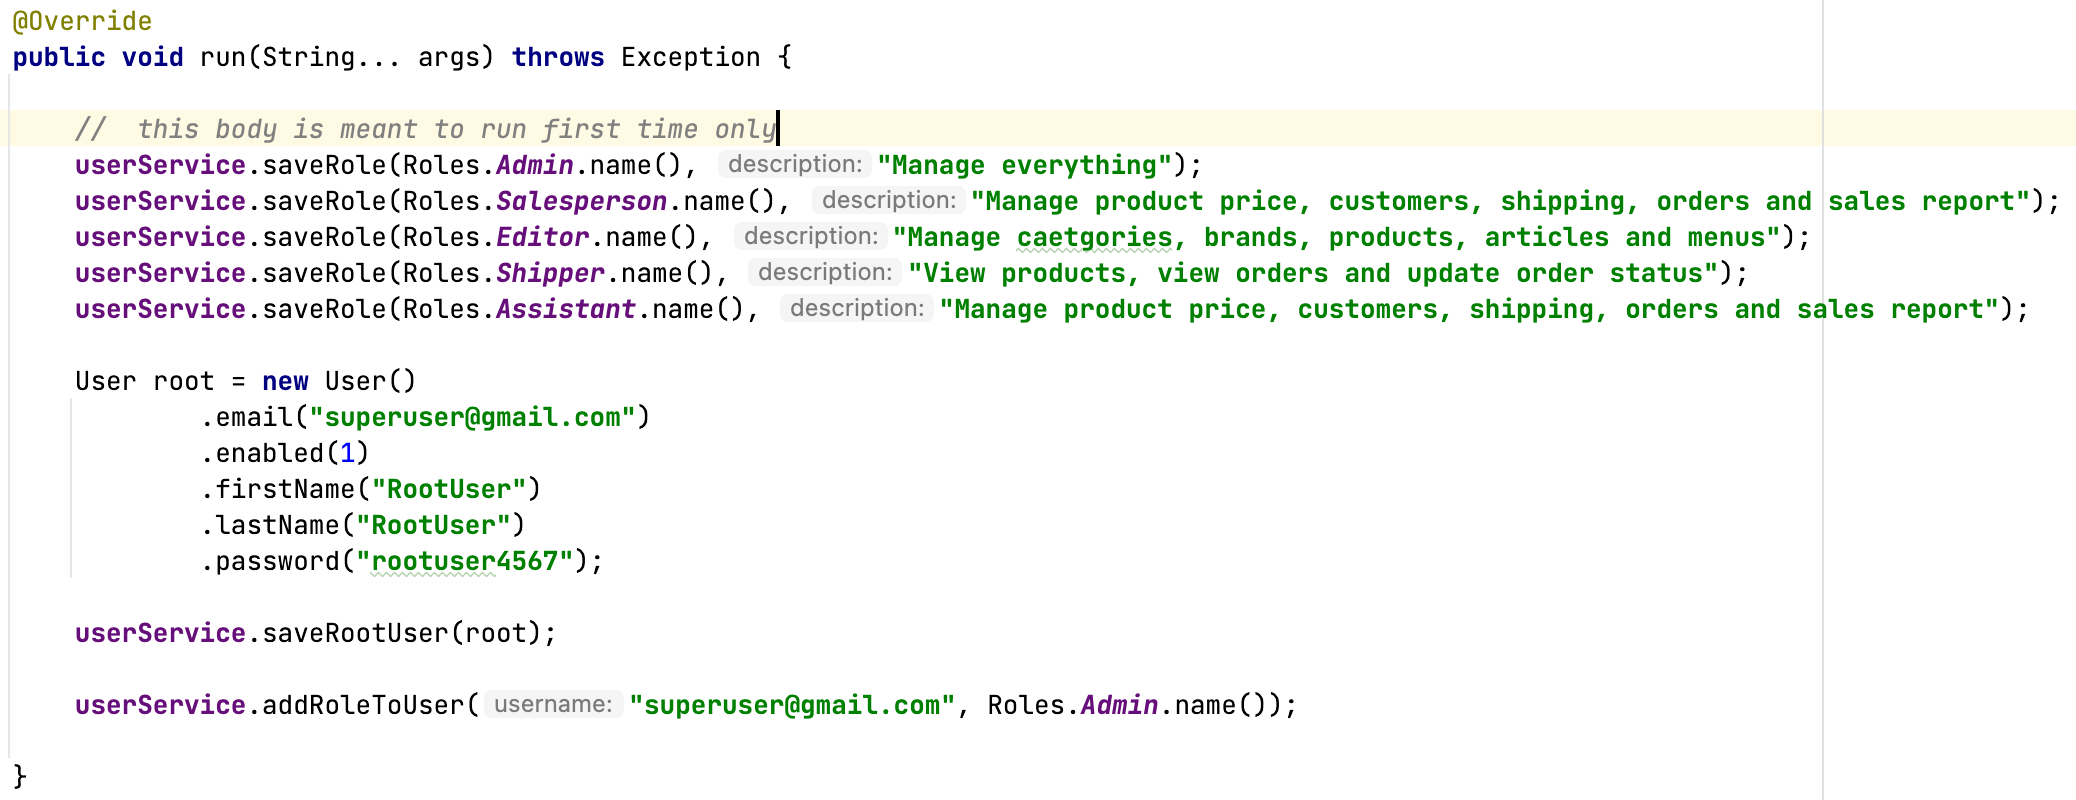 @Override
public void run(String... args) throws Exception {
//  this body is meant to run first time only
userService.saveRole(Roles.Admin.name(), description: "Manage everything");
userService.saveRole(Roles.Salesperson.name(), description: "Manage product price, customers, shipping, orders and sales report");
userService.saveRole(Roles.Editor.name(), description: "Manage caetgories, brands, products, articles and menus");
userService.saveRole(Roles.Shipper.name(), description: "View products, view orders and update order status");
userService.saveRole(Roles.Assistant.name(), description: "Manage product price, customers, shipping, orders and sales report");
User root = new User()
.email("superuser@gmail.com")
.enabled(1)
.firstName("RootUser")
.lastName("RootUser")
.password("rootuser4567");
userService.saveRootUser(root);
userService.addRoleToUser( username: "superuser@gmail.com", Roles.Admin.name());
}